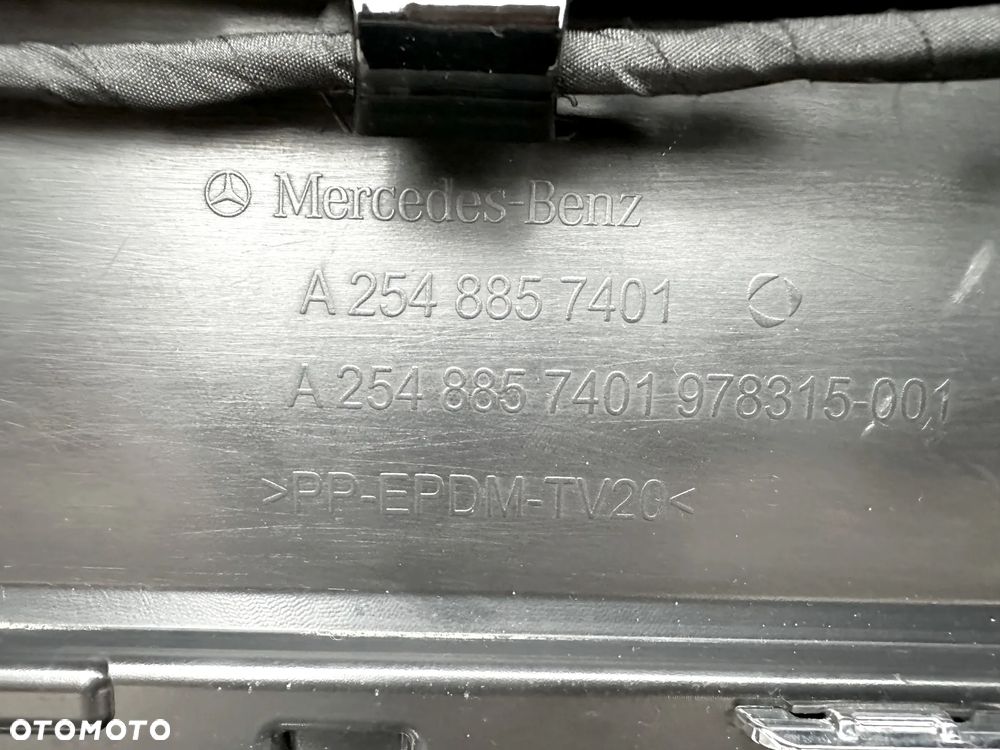 Mercedes-Benz
A 254 885 7401
A 254 885 7401 978315-001
>PP-EPDM-TV20<
OTOMOTO